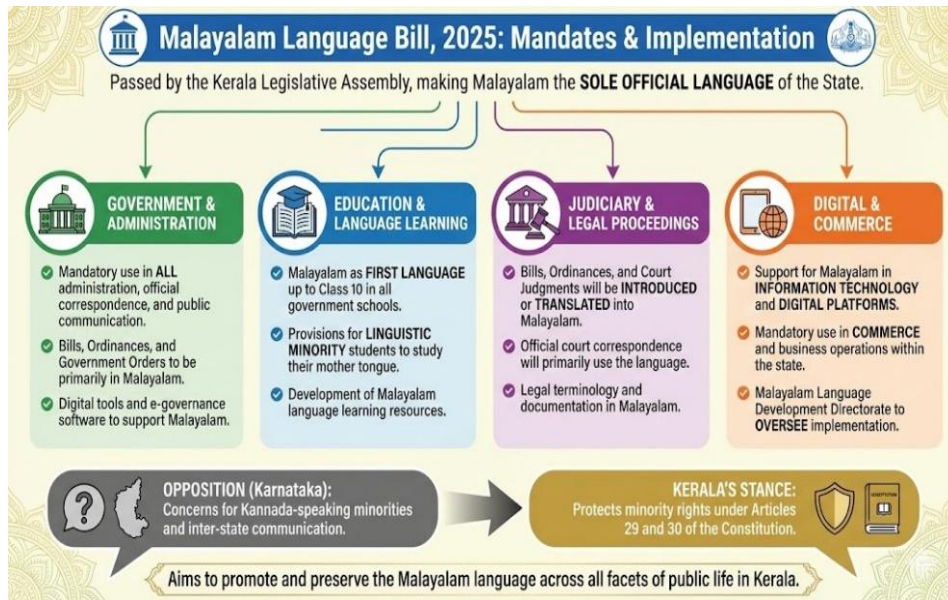 Malayalam Language Bill, 2025: Mandates & Implementation
Passed by the Kerala Legislative Assembly, making Malayalam the SOLE OFFICIAL LANGUAGE of the State.
GOVERNMENT &
ADMINISTRATION
Mandatory use in ALL
administration, official
correspondence, and public
communication.
Bills, Ordinances, and
Government Orders to be
primarily in Malayalam.
Digital tools and e-governance
software to support Malayalam.
EDUCATION &
LANGUAGE LEARNING
Malayalam as FIRST LANGUAGE
up to Class 10 in all
government schools.
Provisions for LINGUISTIC
MINORITY students to study
their mother tongue.
Development of Malayalam
language learning resources.
JUDICIARY &
LEGAL PROCEEDINGS
Bills, Ordinances, and Court
Judgments will be INTRODUCED
or TRANSLATED into
Malayalam.
Official court correspondence
will primarily use the language.
Legal terminology and
documentation in Malayalam.
DIGITAL &
COMMERCE
Support for Malayalam in
INFORMATION TECHNOLOGY
and DIGITAL PLATFORMS.
Mandatory use in COMMERCE
and business operations within
the state.
Malayalam Language
Development Directorate to
OVERSEE implementation.
OPPOSITION (Karnataka):
Concerns for Kannada-speaking minorities
and inter-state communication.
KERALA'S STANCE:
Protects minority rights under Articles
29 and 30 of the Constitution.
Aims to promote and preserve the Malayalam language across all facets of public life in Kerala.